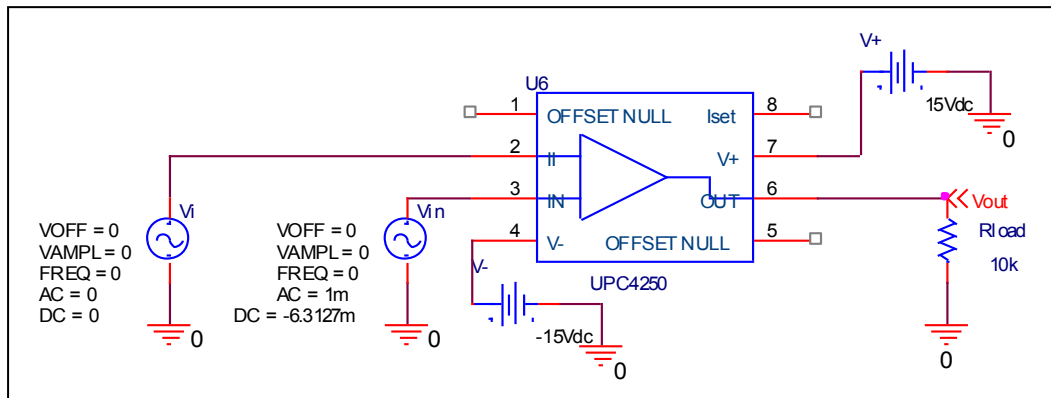 V+
U6
1
OFFSET NULL
Iset
8
15Vdc
0
2
II
V+
7
Vi
3
IN
OUT
6
Vout
Vin
VOFF = 0
VAMPL = 0
FREQ = 0
AC = 0
DC = 0
VOFF = 0
VAMPL = 0
FREQ = 0
AC = 1m
DC = -6.3127m
4
V-
OFFSET NULL
5
Rload
10k
V-
UPC4250
-15Vdc
0
0
0
0